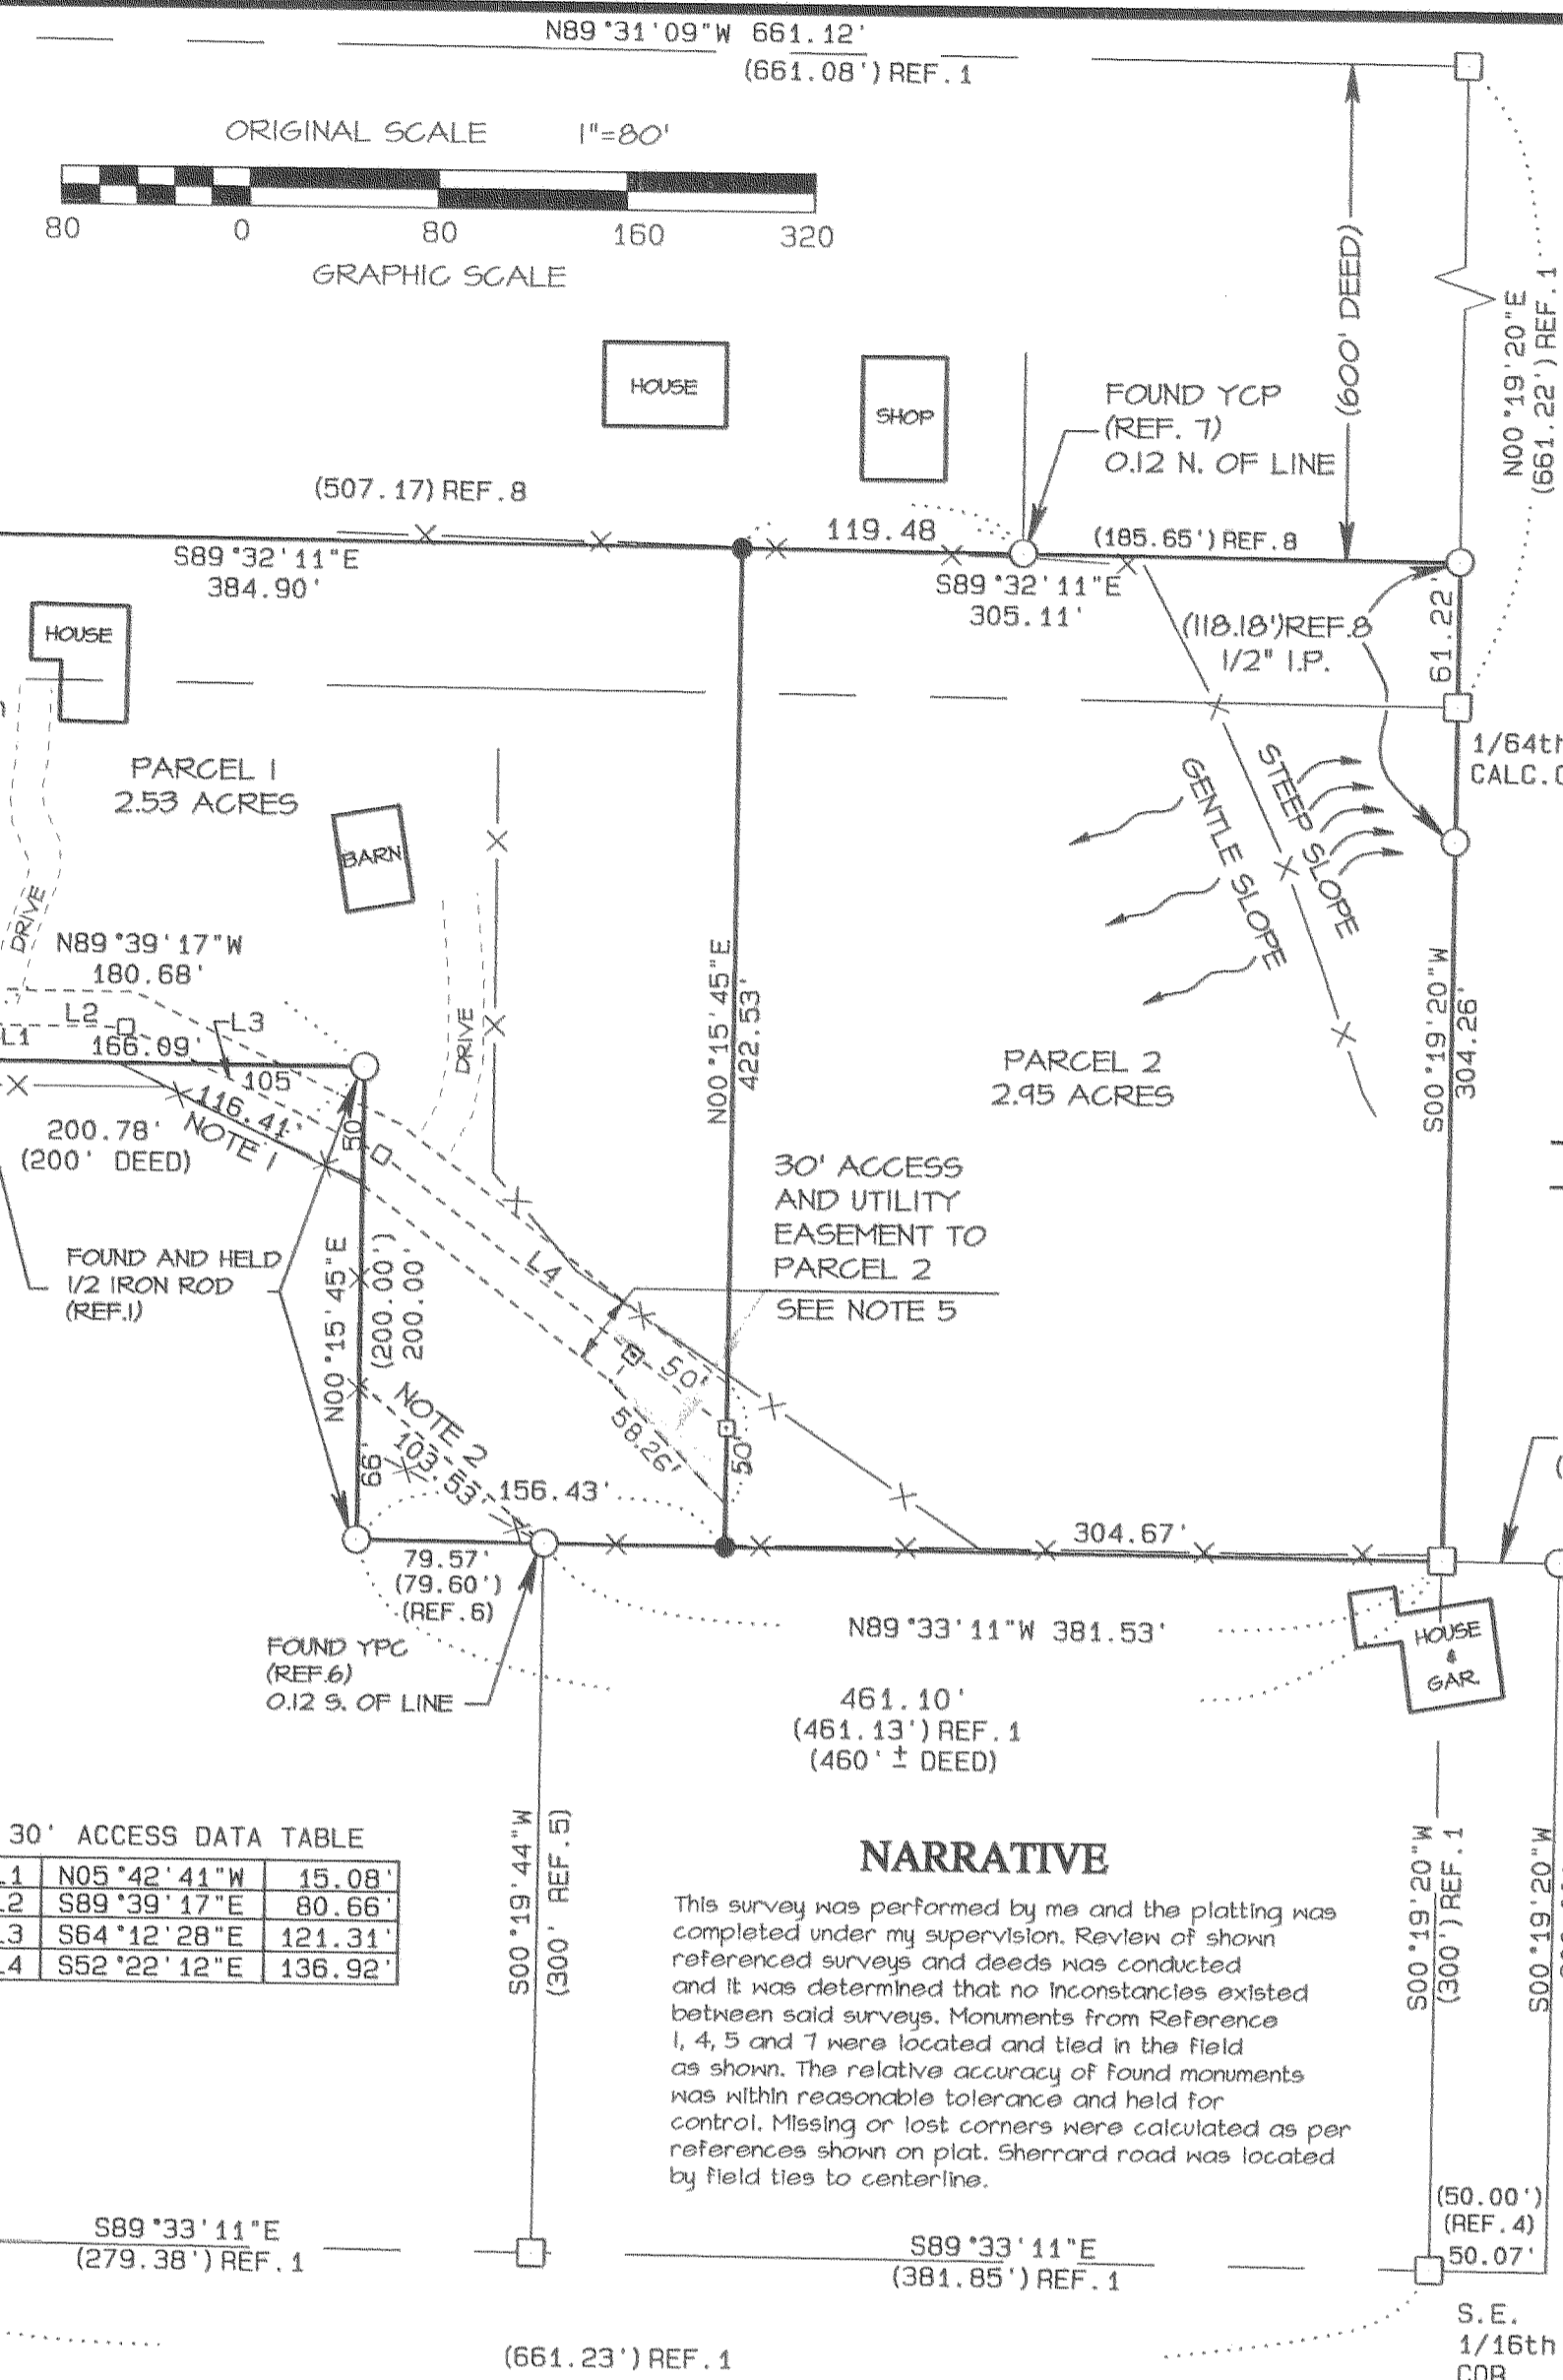 N89°31'09"W 661.12'
(661.08') REF.1
ORIGINAL SCALE 1"=80'
80 0 80 160 320
GRAPHIC SCALE
(600' DEED)
N00°19'20"E
(661.22') REF.1
HOUSE
SHOP
FOUND YCP
(REF. 7)
0.12 N. OF LINE
(507.17) REF.8
119.48
(185.65') REF.8
S89°32'11"E
384.90'
S89°32'11"E
305.11'
61.22'
(118.18')REF.8
1/2" I.P.
HOUSE
1/64th
CALC.
PARCEL 1
2.53 ACRES
BARN
STEEP SLOPE
GENTLE SLOPE
DRIVE
N89°39'17"W
180.68'
L2
L1
L3
166.09'
105'
116.41'
NOTE 1
50'
DRIVE
N00°15'45"E
422.53'
PARCEL 2
2.95 ACRES
S00°19'20"W
304.26'
200.78'
(200' DEED)
30' ACCESS
AND UTILITY
EASEMENT TO
PARCEL 2
SEE NOTE 5
FOUND AND HELD
1/2 IRON ROD
(REF.1)
N00°15'45"E
(200.00')
200.00'
L4
50'
58.26'
50'
NOTE 2
103.53'
66'
156.43'
304.67'
79.57'
(79.60')
(REF.6)
FOUND YPC
(REF.6)
0.12 S. OF LINE
N89°33'11"W 381.53'
HOUSE
&
GAR.
461.10'
(461.13') REF.1
(460'± DEED)
30' ACCESS DATA TABLE
L1 N05°42'41"W 15.08'
L2 S89°39'17"E 80.66'
L3 S64°12'28"E 121.31'
L4 S52°22'12"E 136.92'
S00°19'44"W
(300' REF.5)
NARRATIVE
This survey was performed by me and the platting was
completed under my supervision. Review of shown
referenced surveys and deeds was conducted
and it was determined that no inconstancies existed
between said surveys. Monuments from Reference
1, 4, 5 and 7 were located and tied in the field
as shown. The relative accuracy of found monuments
was within reasonable tolerance and held for
control. Missing or lost corners were calculated as per
references shown on plat. Sherrard road was located
by field ties to centerline.
S00°19'20"W
(300') REF.1
S00°19'20"W
(50.00')
(REF.4)
50.07'
S89°33'11"E
(279.38') REF.1
S89°33'11"E
(381.85') REF.1
(661.23') REF.1
S.E.
1/16th
COR